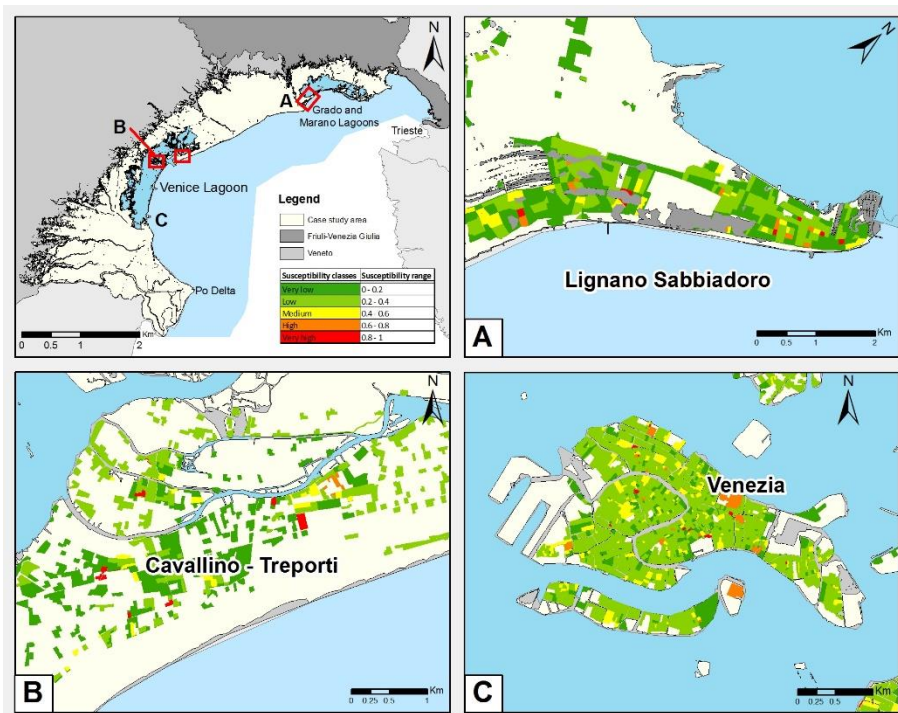 N
A
Grado and
Marano Lagoons
Trieste
B
Venice Lagoon
C
Po Delta
Legend
Case study area
Friuli-Venezia Giulia
Veneto
Susceptibility classes Susceptibility range
Very low 0 - 0.2
Low 0.2 - 0.4
Medium 0.4 - 0.6
High 0.6 - 0.8
Very high 0.8 - 1
Km
0 0.5 1 2
N
Lignano Sabbiadoro
A
Km
0 0.5 1 2
N
Cavallino - Treporti
B
Km
0 0.25 0.5 1
N
Venezia
C
Km
0 0.25 0.5 1